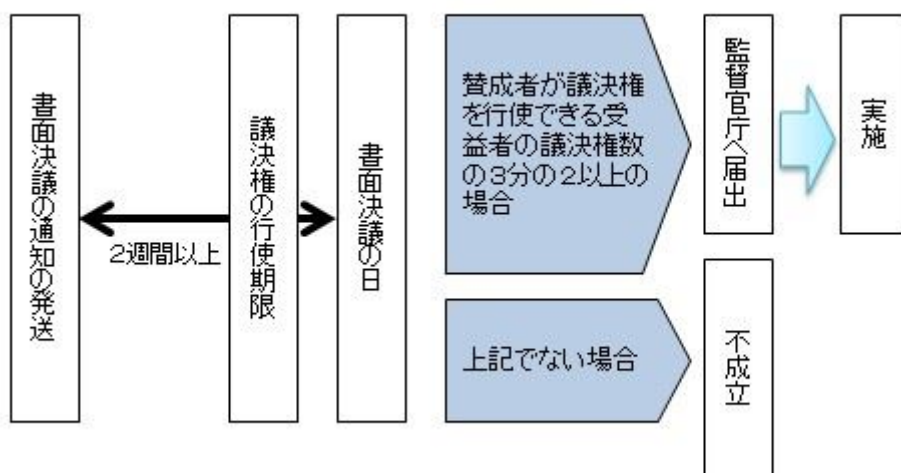 書面決議の通知の発送
2週間以上
議決権の行使期限
書面決議の日
賛成者が議決権
を行使できる受
益者の議決権数
の3分の2以上の
場合
監督官庁へ届出
実施
上記でない場合
不成立